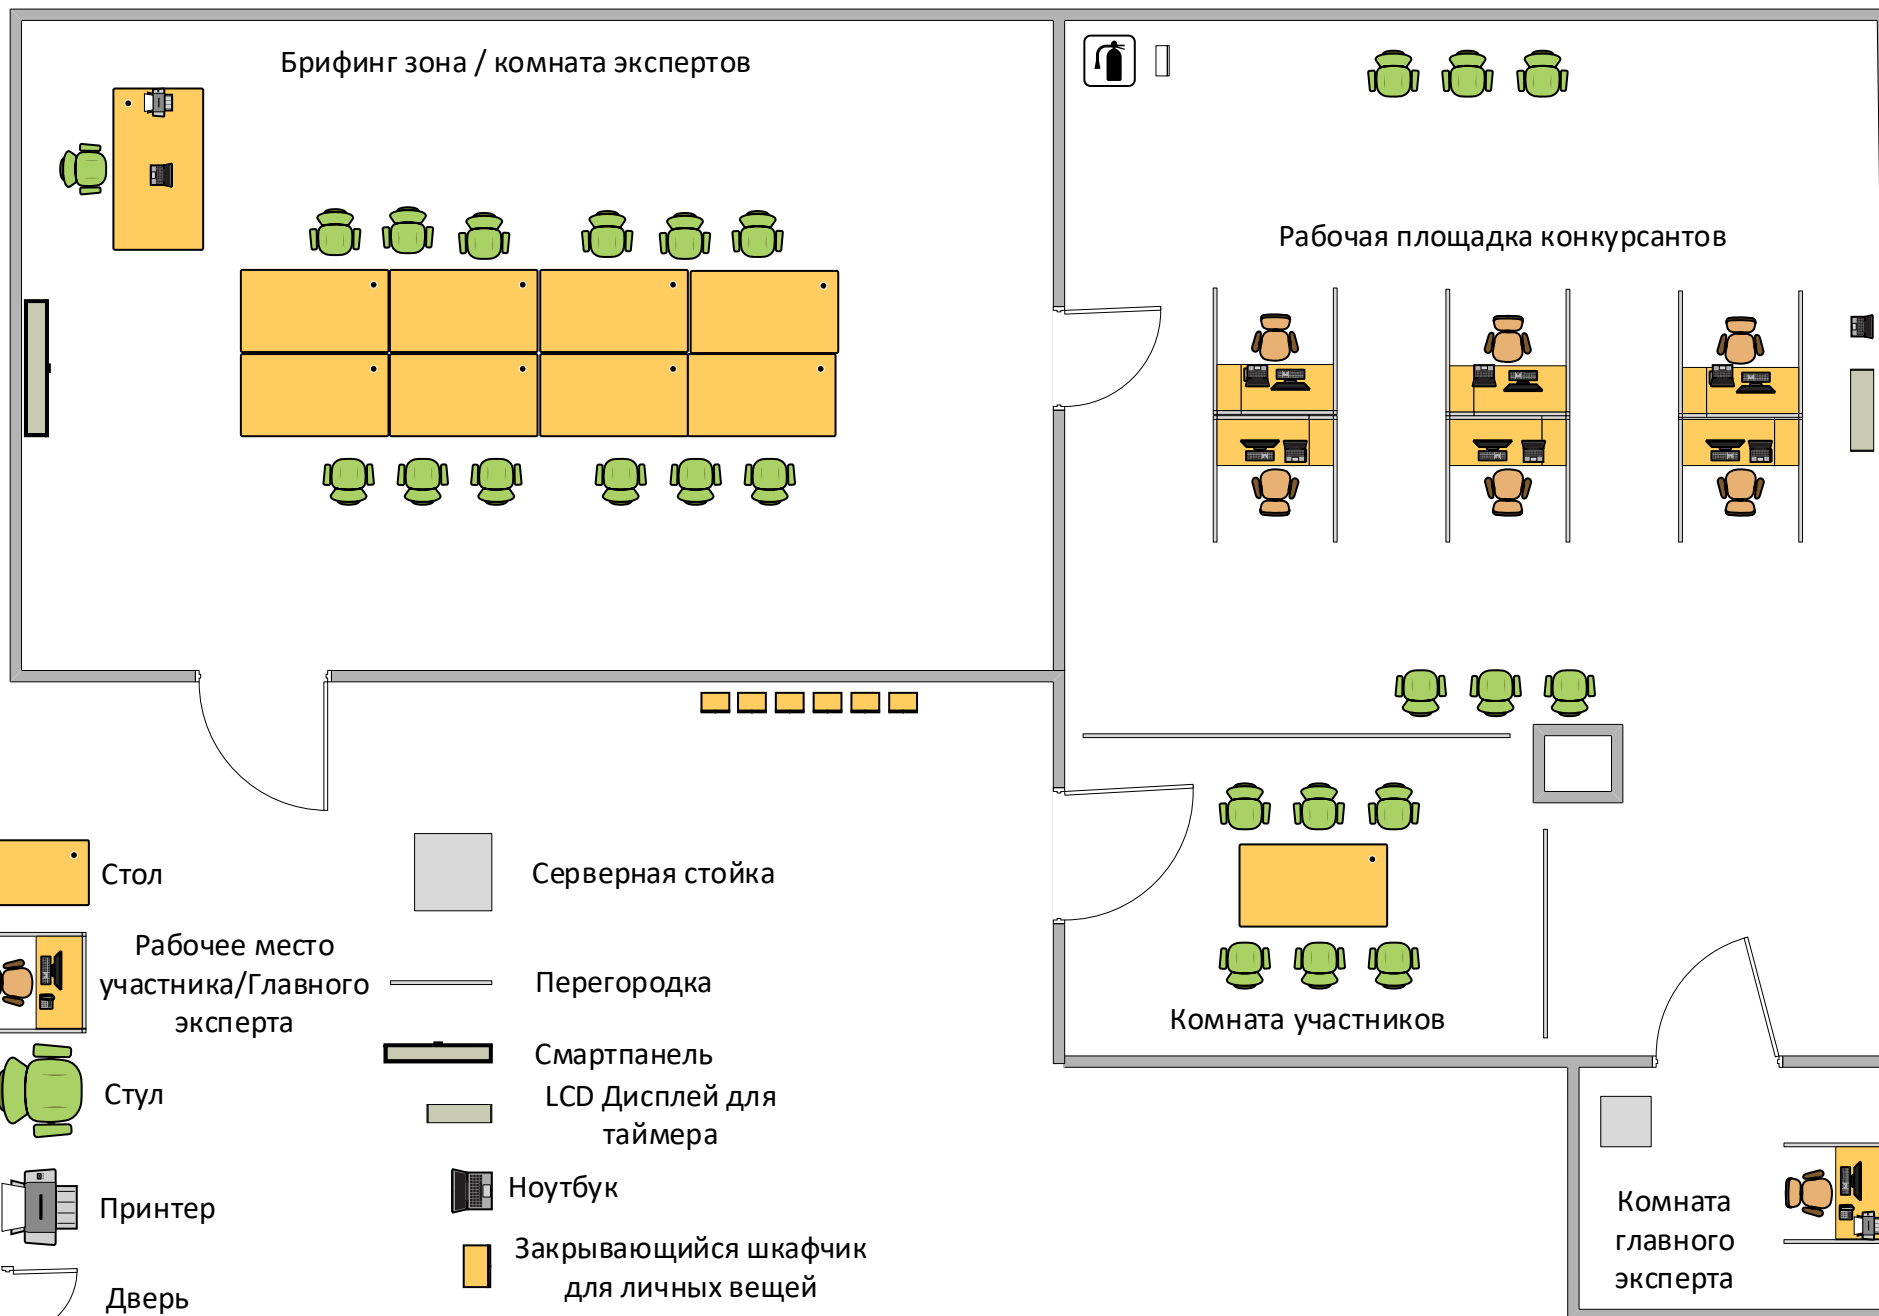 Брифинг зона / комната экспертов
Рабочая площадка конкурсантов
Стол
Серверная стойка
Рабочее место
участника/Главного
эксперта
Перегородка
Комната участников
Смартпанель
Стул
LCD Дисплей для
таймера
Ноутбук
Принтер
Закрывающийся шкафчик
для личных вещей
Дверь
Комната
главного
эксперта